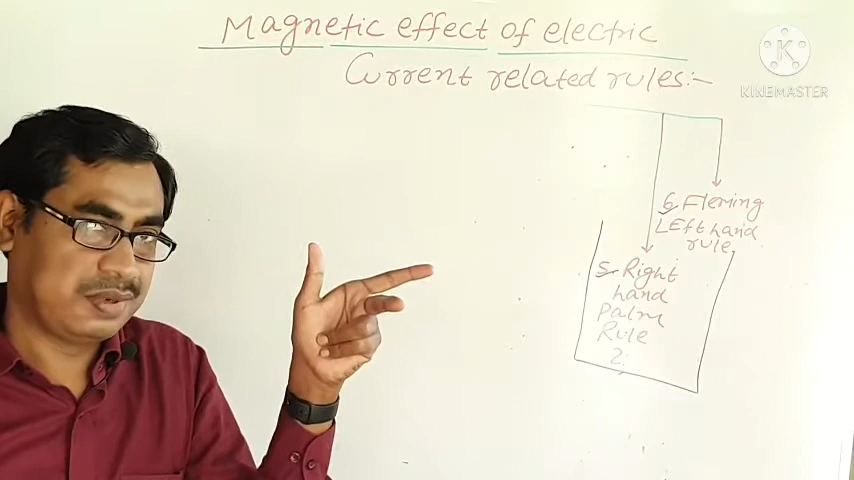 Magnetic effect of electric
Current related rules:-
K
KINEMASTER
6. Fleming
LEft hand
rule
5. Right
hand
Palm
Rule
2.